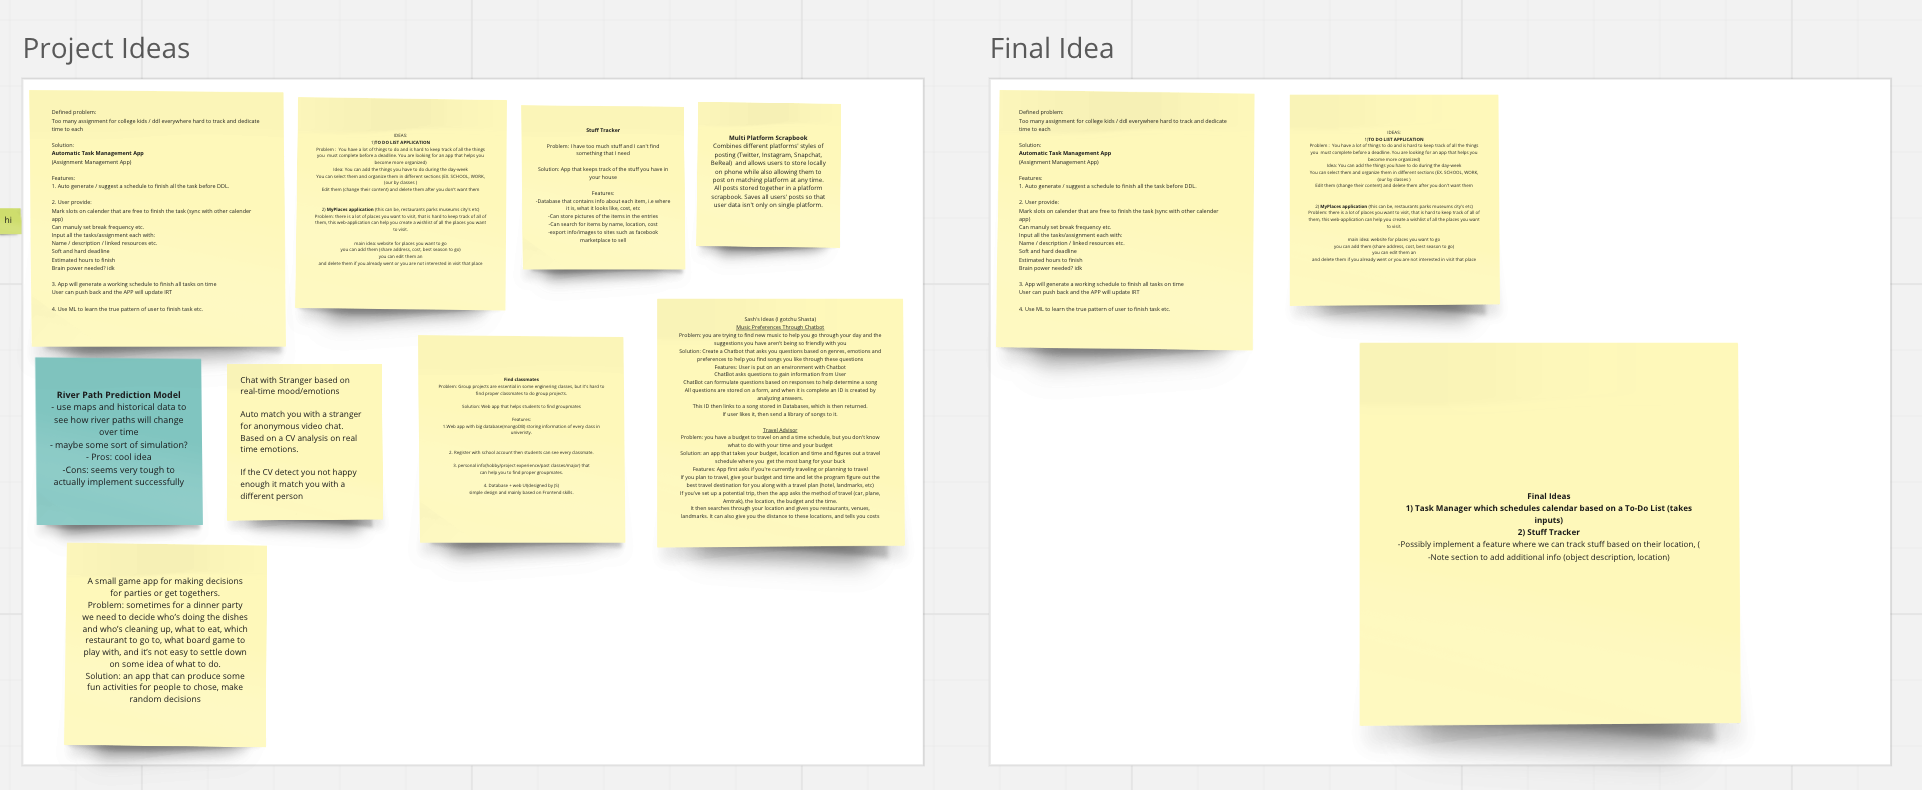 Project Ideas
Defined problem:
Too many assignment for college kids / ddl everywhere hard to track and dedicate
time to each
Solution:
Automatic Task Management App
(Assignment Management App)
Features:
1. Auto generate / suggest a schedule to finish all the task before DDL.
2. User provide:
Mark slots on calender that are free to finish the task (sync with other calender
app)
Can manuly set break frequency etc.
Input all the tasks/assignment each with:
Name / description / linked resources etc.
Soft and hard deadline
Estimated hours to finish
Brain power needed? idk
3. App will generate a working schedule to finish all tasks on time
User can push back and the APP will update IRT
4. Use ML to learn the true pattern of user to finish task etc.
IDEAS:
1)TO DO LIST APPLICATION
Problem : You have a lot of things to do and is hard to keep track of all the things
you must complete before a deadline. You are looking for an app that helps you
become more organized)
Idea: You can add the things you have to do during the day-week
You can select them and organize them in different sections (EX. SCHOOL, WORK,
(our by classes )
Edit them (change their content) and delete them after you don't want them
2) MyPlaces application (this can be, restaurants parks museums city's etc)
Problem: there is a lot of places you want to visit, that is hard to keep track of all of
them, this web application can help you create a wishlist of all the places you want
to visit.
main idea: website for places you want to go
you can add them (share address, cost, best season to go)
you can edit them an
and delete them if you already went or you are not interested in visit that place
Stuff Tracker
Problem: I have too much stuff and I can't find
something that I need
Solution: App that keeps track of the stuff you have in
your house
Features:
-Database that contains info about each item, i.e where
it is, what it looks like, cost, etc
-Can store pictures of the items in the entries
-Can search for items by name, location, cost
-export info/images to sites such as facebook
marketplace to sell
Multi Platform Scrapbook
Combines different platforms' styles of
posting (Twitter, Instagram, Snapchat,
BeReal) and allows users to store locally
on phone while also allowing them to
post on matching platform at any time.
All posts stored together in a platform
scrapbook. Saves all users' posts so that
user data isn't only on single platform.
hi
River Path Prediction Model
- use maps and historical data to
see how river paths will change
over time
- maybe some sort of simulation?
- Pros: cool idea
-Cons: seems very tough to
actually implement successfully
Chat with Stranger based on
real-time mood/emotions
Auto match you with a stranger
for anonymous video chat.
Based on a CV analysis on real
time emotions.
If the CV detect you not happy
enough it match you with a
different person
Find classmates
Problem: Group projects are essential in some enginering classes, but it's hard to
find proper classmates to do group projects.
Solution: Web app that helps students to find groupmates
Features:
1.Web app with big database(mongoDB) storing information of every class in
univeristy.
2. Register with school account then students can see every classmate.
3. personal info(hobby/project experience/past classes/major) that
can help you to find proper groupmates.
4. Database + web UI(designed by JS)
Simple design and mainly based on Frontend skills.
Sash's Ideas (I gotchu Shasta)
Music Preferences Through Chatbot
Problem: you are trying to find new music to help you go through your day and the
suggestions you have aren't being so friendly with you
Solution: Create a Chatbot that asks you questions based on genres, emotions and
preferences to help you find songs you like through these questions
Features: User is put on an environment with Chatbot
ChatBot asks questions to gain information from User
ChatBot can formulate questions based on responses to help determine a song
All questions are stored on a form, and when it is complete an ID is created by
analyzing answers.
This ID then links to a song stored in Databases, which is then returned.
If user likes it, then send a library of songs to it.
Travel Advisor
Problem: you have a budget to travel on and a time schedule, but you don't know
what to do with your time and your budget
Solution: an app that takes your budget, location and time and figures out a travel
schedule where you get the most bang for your buck
Features: App first asks if you're currently traveling or planning to travel
If you plan to travel, give your budget and time and let the program figure out the
best travel destination for you along with a travel plan (hotel, landmarks, etc)
If you've set up a potential trip, then the app asks the method of travel (car, plane,
Amtrak), the location, the budget and the time.
It then searches through your location and gives you restaurants, venues,
landmarks. It can also give you the distance to these locations, and tells you costs
A small game app for making decisions
for parties or get togethers.
Problem: sometimes for a dinner party
we need to decide who's doing the dishes
and who's cleaning up, what to eat, which
restaurant to go to, what board game to
play with, and it's not easy to settle down
on some idea of what to do.
Solution: an app that can produce some
fun activities for people to chose, make
random decisions
Final Idea
Defined problem:
Too many assignment for college kids / ddl everywhere hard to track and dedicate
time to each
Solution:
Automatic Task Management App
(Assignment Management App)
Features:
1. Auto generate / suggest a schedule to finish all the task before DDL.
2. User provide:
Mark slots on calender that are free to finish the task (sync with other calender
app)
Can manuly set break frequency etc.
Input all the tasks/assignment each with:
Name / description / linked resources etc.
Soft and hard deadline
Estimated hours to finish
Brain power needed? idk
3. App will generate a working schedule to finish all tasks on time
User can push back and the APP will update IRT
4. Use ML to learn the true pattern of user to finish task etc.
IDEAS:
1)TO DO LIST APPLICATION
Problem : You have a lot of things to do and is hard to keep track of all the things
you must complete before a deadline. You are looking for an app that helps you
become more organized)
Idea: You can add the things you have to do during the day-week
You can select them and organize them in different sections (EX. SCHOOL, WORK,
(our by classes )
Edit them (change their content) and delete them after you don't want them
2) MyPlaces application (this can be, restaurants parks museums city's etc)
Problem: there is a lot of places you want to visit, that is hard to keep track of all of
them, this web application can help you create a wishlist of all the places you want
to visit.
main idea: website for places you want to go
you can add them (share address, cost, best season to go)
you can edit them an
and delete them if you already went or you are not interested in visit that place
Final Ideas
1) Task Manager which schedules calendar based on a To-Do List (takes
inputs)
2) Stuff Tracker
-Possibly implement a feature where we can track stuff based on their location, (
-Note section to add additional info (object description, location)